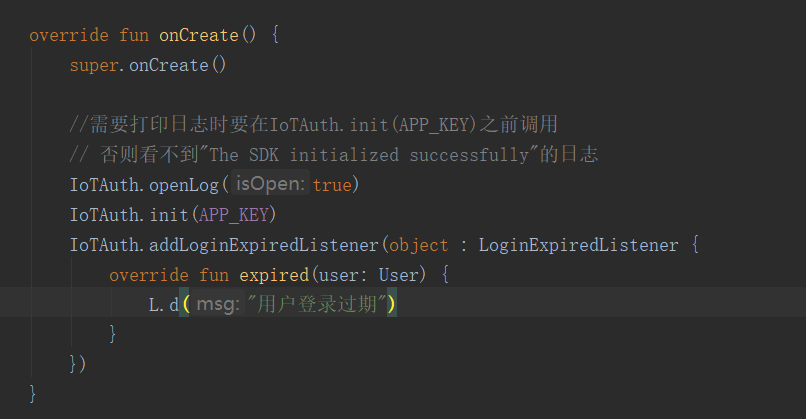 override fun onCreate() {
super.onCreate()
//需要打印日志时要在IoTAuth.init(APP_KEY)之前调用
// 否则看不到"The SDK initialized successfully"的日志
IoTAuth.openLog( isOpen: true)
IoTAuth.init(APP_KEY)
IoTAuth.addLoginExpiredListener(object : LoginExpiredListener {
override fun expired(user: User) {
L.d( msg: "用户登录过期")
}
})
}